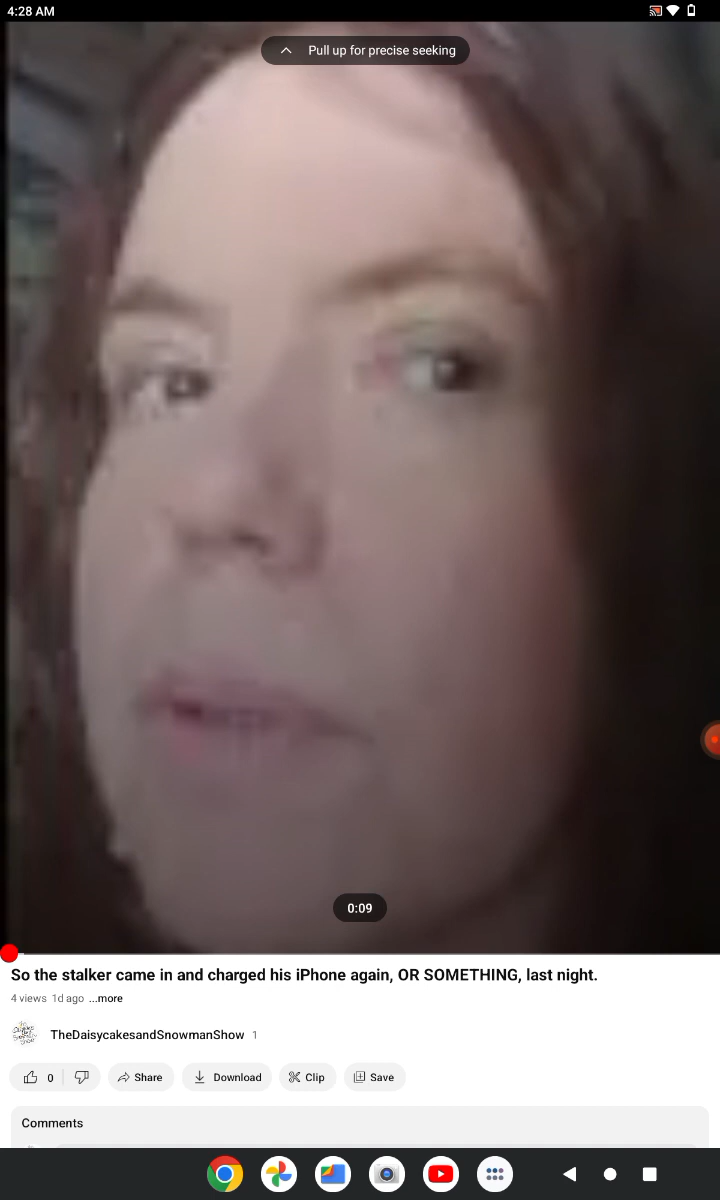 4:28 AM
Pull up for precise seeking
0:09
So the stalker came in and charged his iPhone again, OR SOMETHING, last night.
4 views 1d ago ...more
TheDaisycakesandSnowmanShow 1
0 Share Download Clip Save
Comments